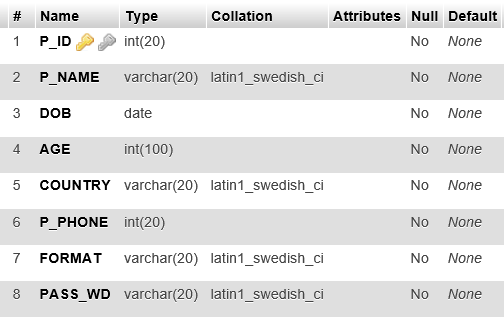 # Name Type Collation Attributes Null Default
1 P_ID int(20) No None
2 P_NAME varchar(20) latin1_swedish_ci No None
3 DOB date No None
4 AGE int(100) No None
5 COUNTRY varchar(20) latin1_swedish_ci No None
6 P_PHONE int(20) No None
7 FORMAT varchar(20) latin1_swedish_ci No None
8 PASS_WD varchar(20) latin1_swedish_ci No None